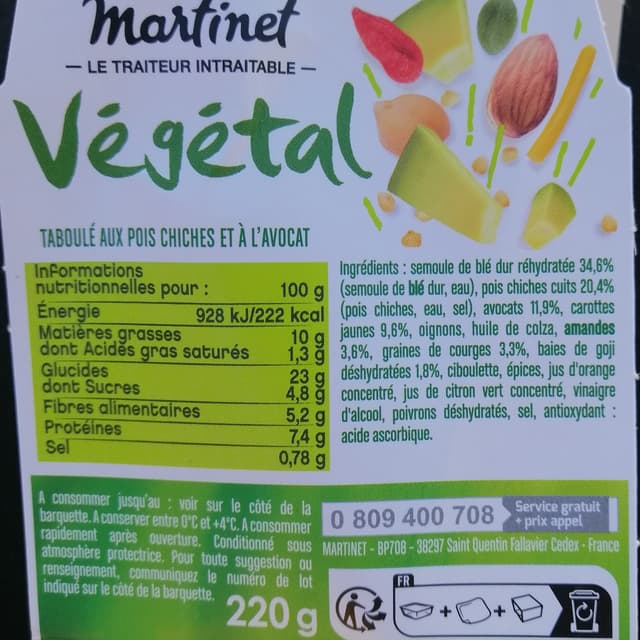 Martinet
— LE TRAITEUR INTRAITABLE —
Végétal
TABOULÉ AUX POIS CHICHES ET À L'AVOCAT
Informations
nutritionnelles pour : 100 g
Énergie 928 kJ/222 kcal
Matières grasses 10 g
dont Acides gras saturés 1,3 g
Glucides 23 g
dont Sucres 4,8 g
Fibres alimentaires 5,2 g
Protéines 7,4 g
Sel 0,78 g
Ingrédients : semoule de blé dur réhydratée 34,6%
(semoule de blé dur, eau), pois chiches cuits 20,4%
(pois chiches, eau, sel), avocats 11,9%, carottes
jaunes 9,6%, oignons, huile de colza, amandes
3,6%, graines de courges 3,3%, baies de goji
déshydratées 1,8%, ciboulette, épices, jus d'orange
concentré, jus de citron vert concentré, vinaigre
d'alcool, poivrons déshydratés, sel, antioxydant :
acide ascorbique.
A consommer jusqu'au : voir sur le côté de la
barquette. A conserver entre 0°C et +4°C. A consommer
rapidement après ouverture. Conditionné sous
atmosphère protectrice. Pour toute suggestion ou
renseignement, communiquez le numéro de lot
indiqué sur le côté de la barquette.
220 g
0 809 400 708 Service gratuit
+ prix appel
MARTINET - BP708 - 38297 Saint Quentin Fallavier Cedex - France
FR
+ +